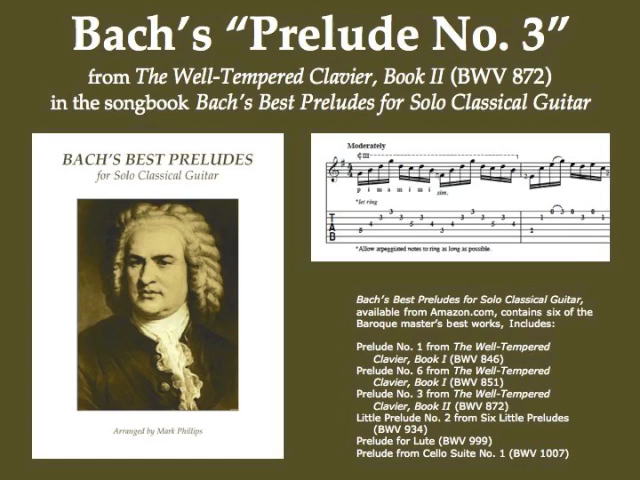 Bach's “Prelude No. 3”
from The Well-Tempered Clavier, Book II (BWV 872)
in the songbook Bach's Best Preludes for Solo Classical Guitar
BACH'S BEST PRELUDES
for Solo Classical Guitar
Arranged by Mark Phillips
Moderately
¢III
p i m a m i m i
sim.
*let ring
T
A
B
*Allow arpeggiated notes to ring as long as possible.
Bach's Best Preludes for Solo Classical Guitar,
available from Amazon.com, contains six of the
Baroque master's best works, Includes:
Prelude No. 1 from The Well-Tempered
Clavier, Book I (BWV 846)
Prelude No. 6 from The Well-Tempered
Clavier, Book I (BWV 851)
Prelude No. 3 from The Well-Tempered
Clavier, Book II (BWV 872)
Little Prelude No. 2 from Six Little Preludes
(BWV 934)
Prelude for Lute (BWV 999)
Prelude from Cello Suite No. 1 (BWV 1007)